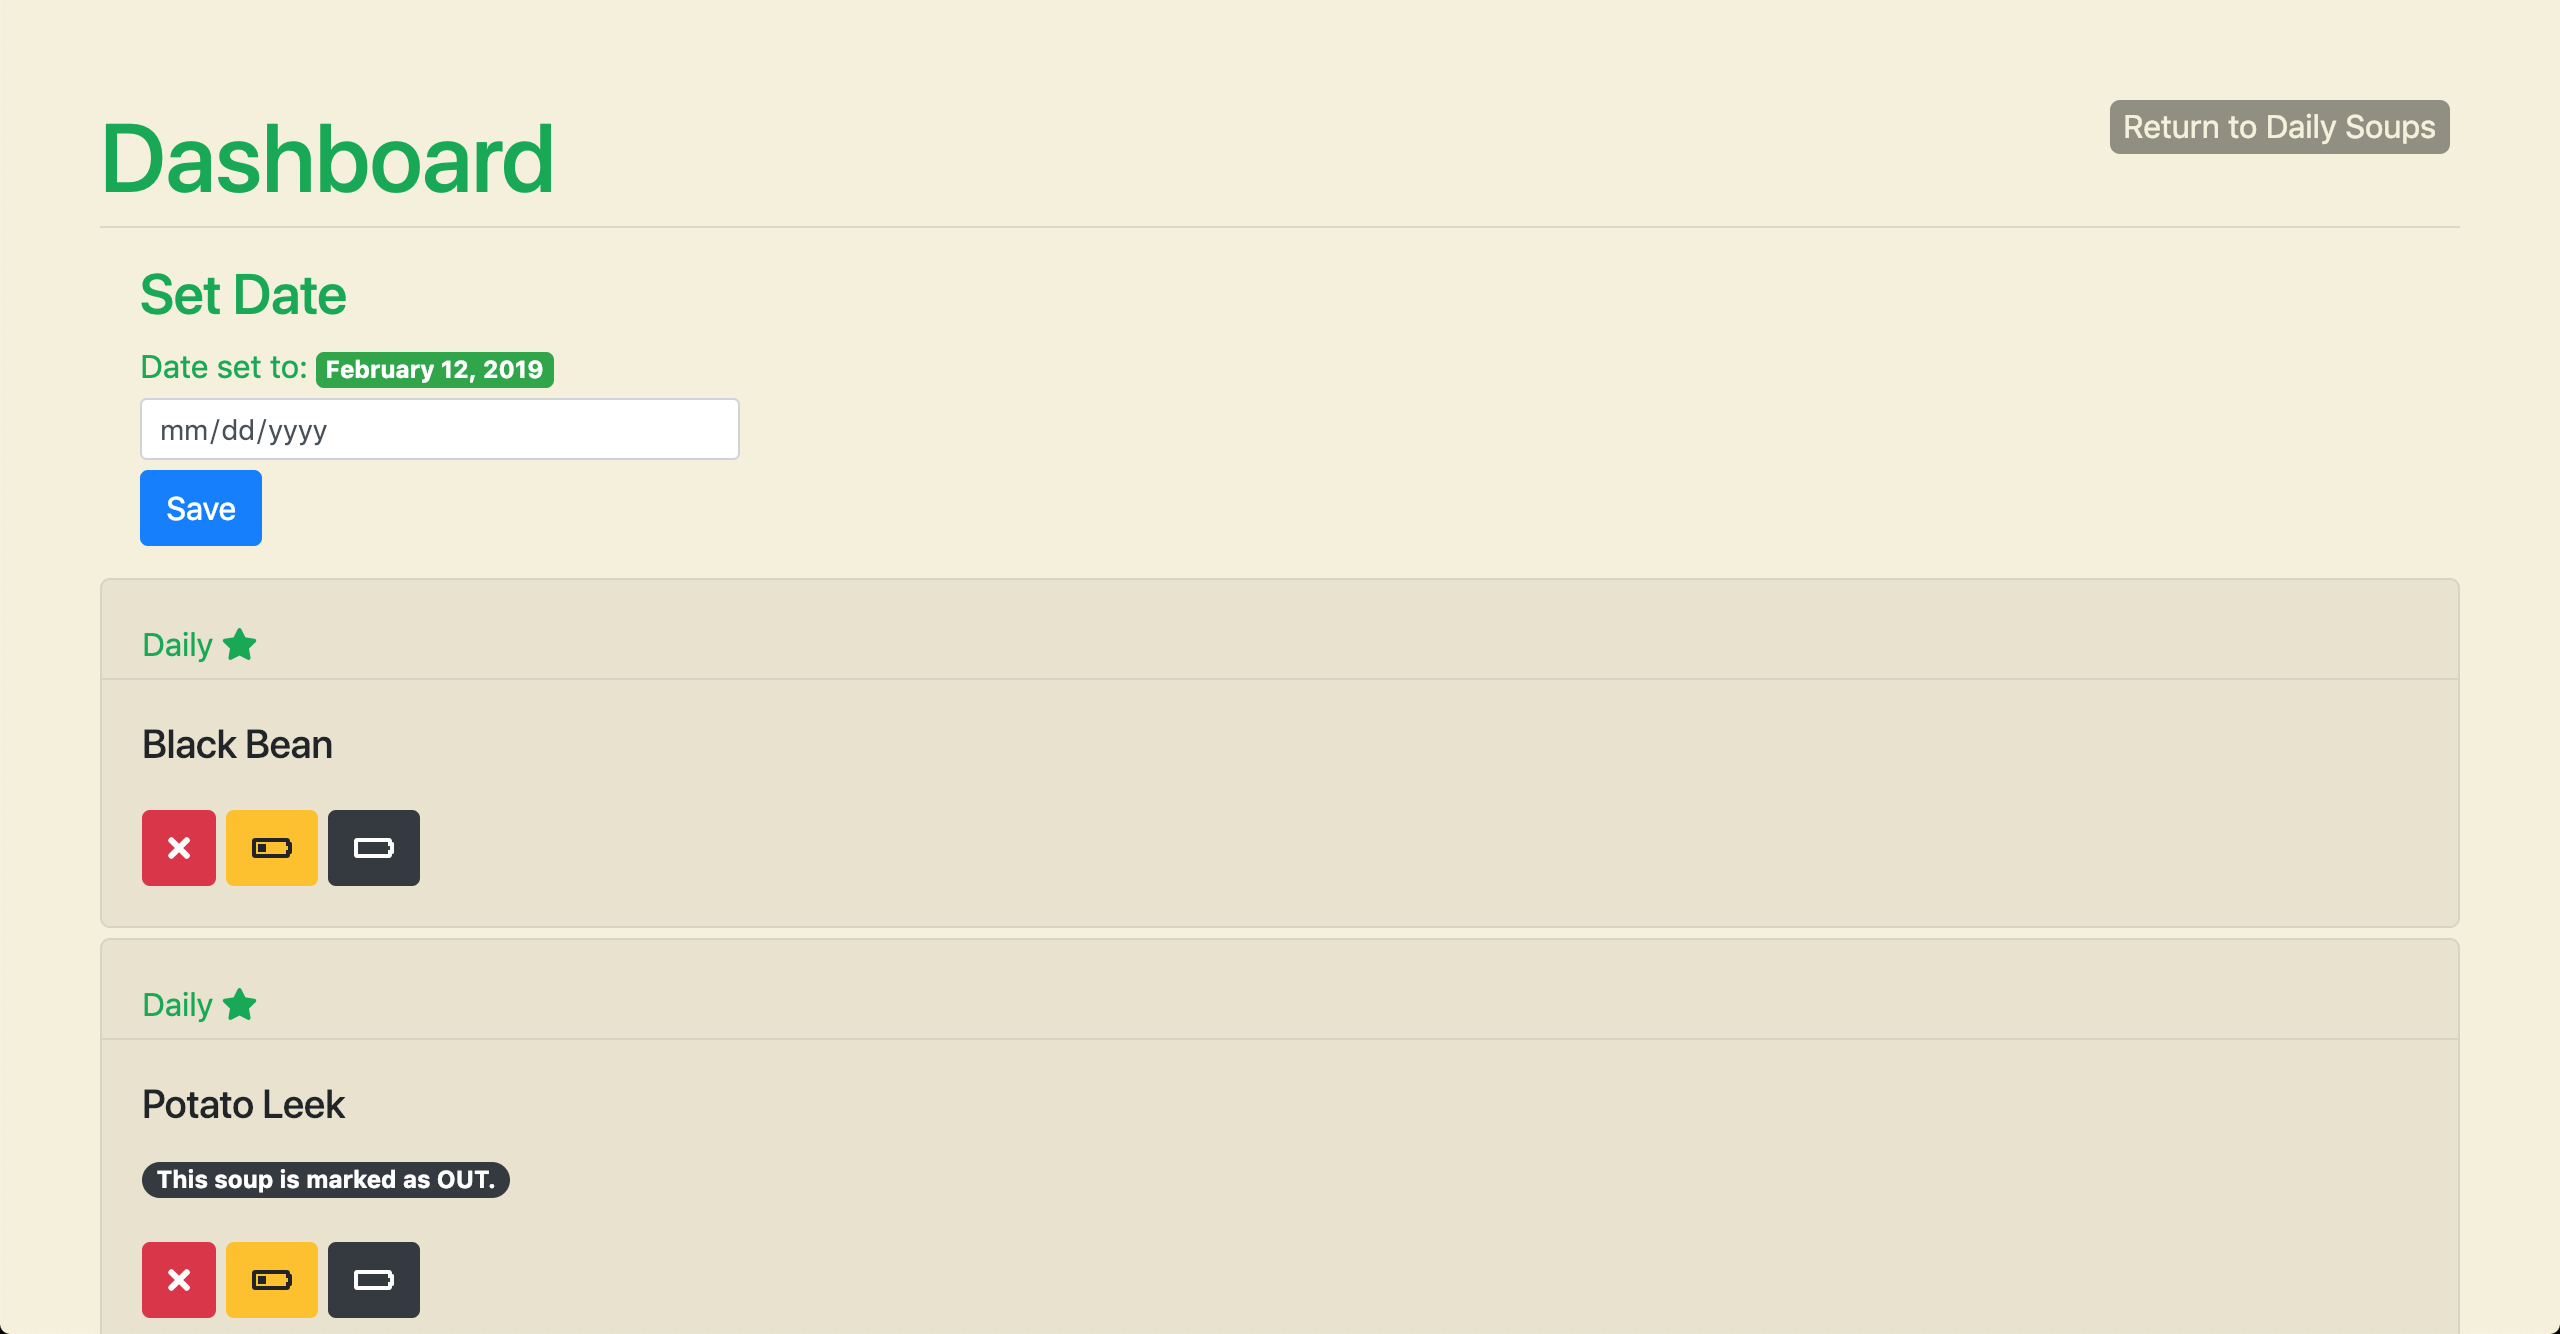 Dashboard
Return to Daily Soups
Set Date
Date set to: February 12, 2019
mm/dd/yyyy
Save
Daily
Black Bean
Daily
Potato Leek
This soup is marked as OUT.